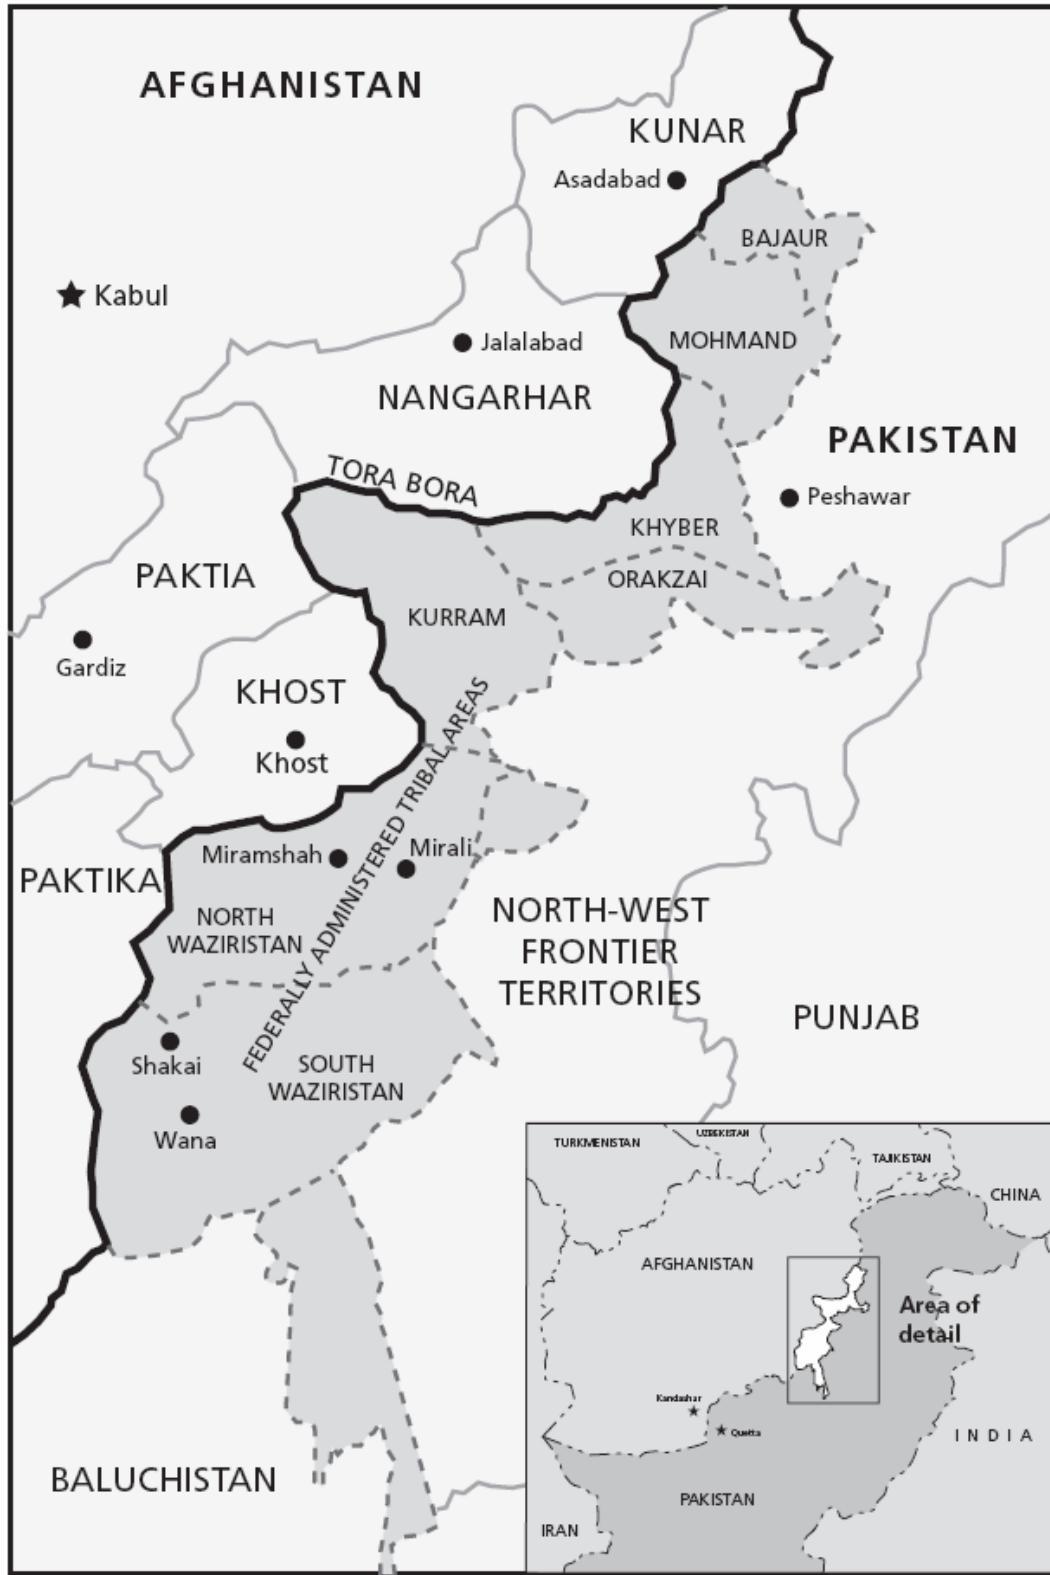 AFGHANISTAN
KUNAR
Asadabad
BAJAUR
Kabul
Jalalabad
MOHMAND
NANGARHAR
PAKISTAN
TORA BORA
Peshawar
KHYBER
PAKTIA
ORAKZAI
KURRAM
Gardiz
KHOST
Khost
FEDERALLY ADMINISTERED TRIBAL AREAS
Miramshah
Mirali
PAKTIKA
NORTH
WAZIRISTAN
NORTH-WEST
FRONTIER
TERRITORIES
PUNJAB
Shakai
SOUTH
WAZIRISTAN
Wana
BALUCHISTAN
TURKMENISTAN
UZBEKISTAN
TAJIKISTAN
CHINA
AFGHANISTAN
Area of
detail
Kandashar
Quetta
INDIA
PAKISTAN
IRAN